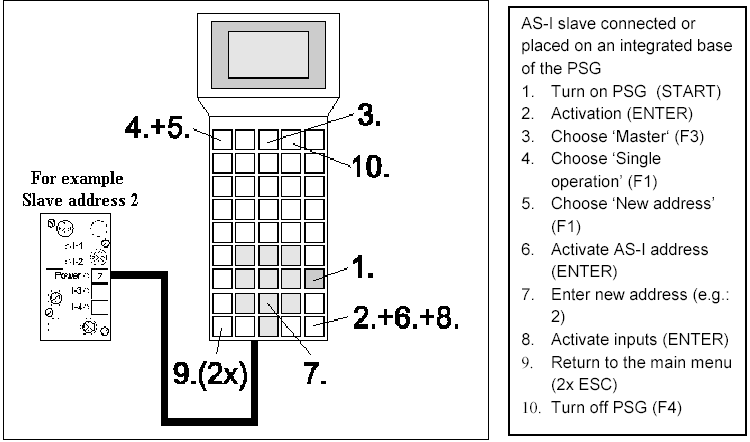 4.+5.
3.
10.
For example
Slave address 2
1.
2.+6.+8.
9.(2x)
7.
Power
AS-I slave connected or
placed on an integrated base
of the PSG
1. Turn on PSG (START)
2. Activation (ENTER)
3. Choose ‘Master‘ (F3)
4. Choose ‘Single
operation’ (F1)
5. Choose ‘New address’
(F1)
6. Activate AS-I address
(ENTER)
7. Enter new address (e.g.:
2)
8. Activate inputs (ENTER)
9. Return to the main menu
(2x ESC)
10. Turn off PSG (F4)